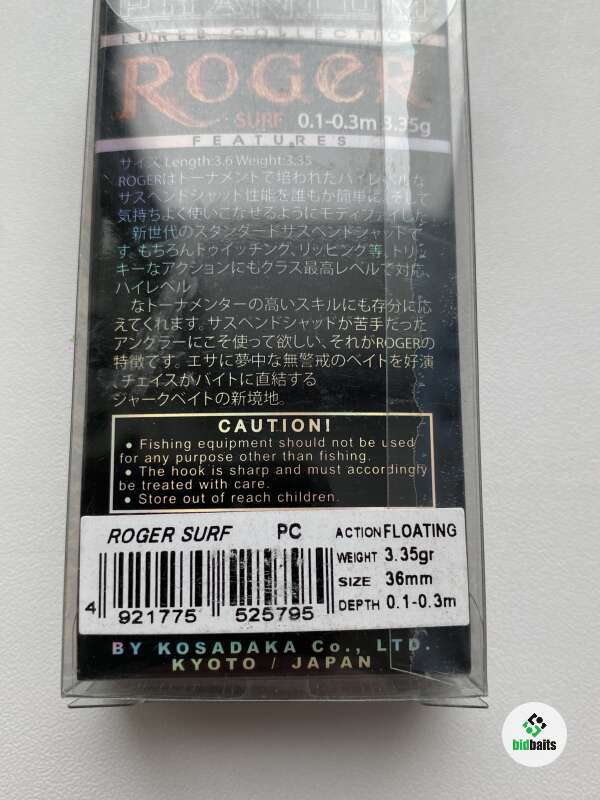 PHANTOM
LURES COLLECTION
ROGER
SURF 0.1-0.3m 3.35g
FEATURES
サイズ Length:3.6 Weight:3.35
ROGERはトーナメントで培われたハイレベルな
サスペンドシャット性能を誰もが簡単に、そして
気持ちよく使いこなせるようにモディファイした
新世代のスタンダードサスペンドシャッドで
す。もちろんトゥイッチング、リッピング等、トリッ
キーなアクションにもクラス最高レベルで対応、
ハイレベル
なトーナメンターの高いスキルにも存分に応
えてくれます。サスペンドシャッドが苦手だった
アングラーにこそ使って欲しい、それがROGERの
特徴です。エサに夢中な無警戒のベイトを好演
、チェイスがバイトに直結する
シャークベイトの新境地。
CAUTION!
● Fishing equipment should not be used
for any purpose other than fishing.
● The hook is sharp and must accordingly
be treated with care.
● Store out of reach children.
ROGER SURF PC ACTION FLOATING
WEIGHT 3.35gr
SIZE 36mm
DEPTH 0.1-0.3m
4 921775 525795
BY KOSADAKA Co., LTD.
KYOTO / JAPAN
bidbaits